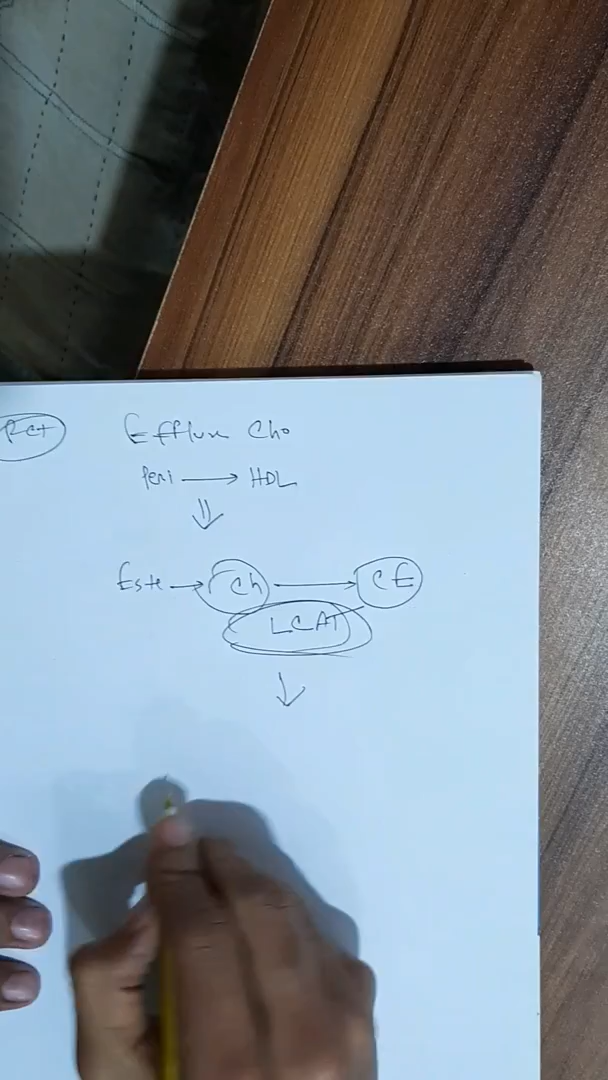 RCT Efflux Cho
Peri → HDL
⇓
Este → Ch → CE
LCAT
↓